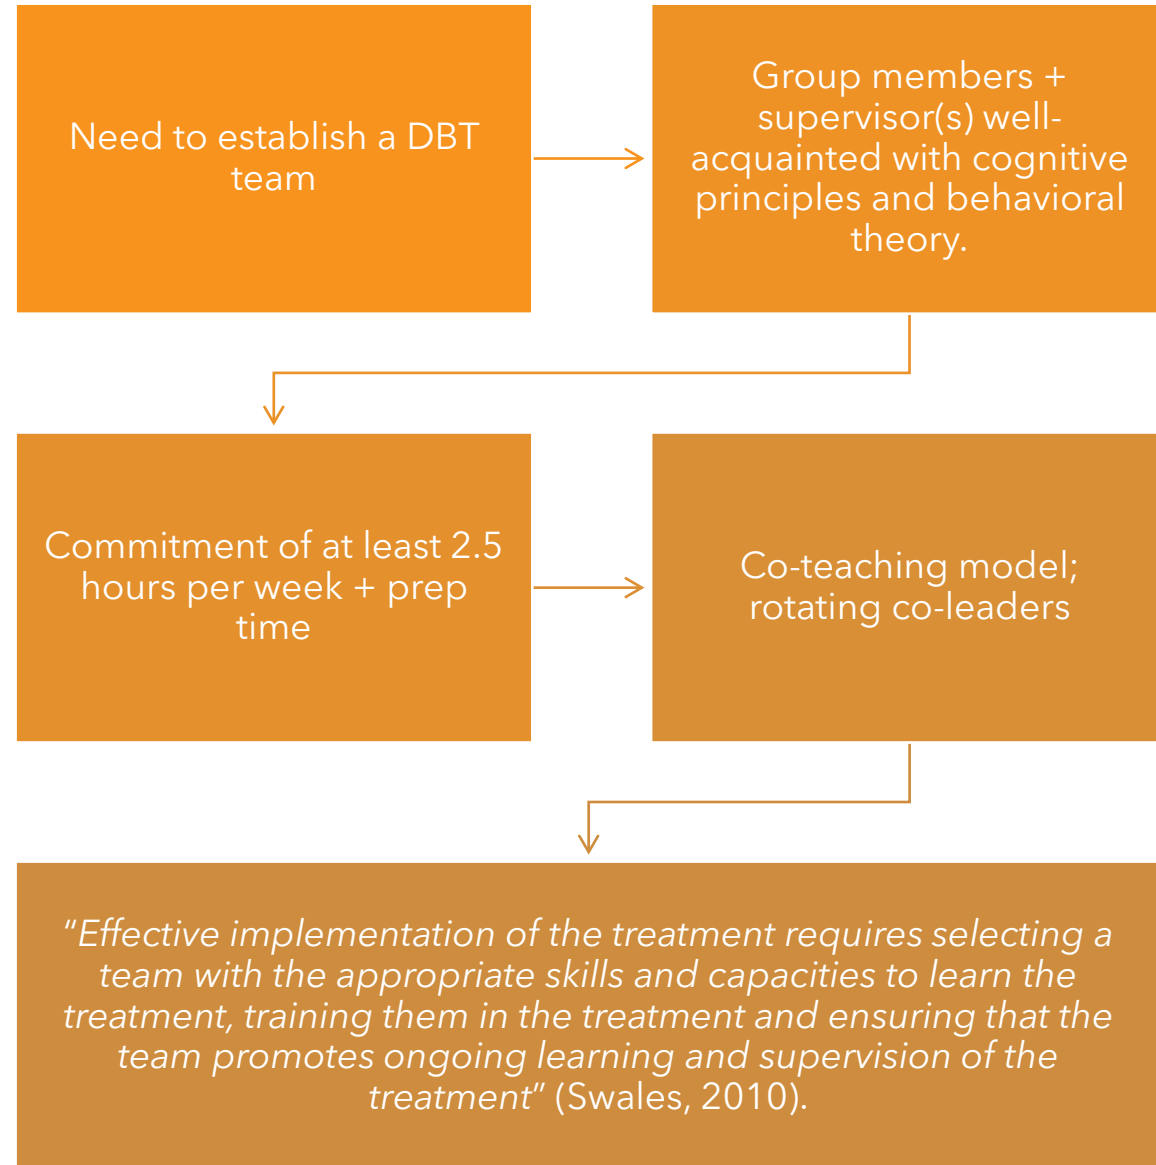 Need to establish a DBT
team
Group members +
supervisor(s) well-
acquainted with cognitive
principles and behavioral
theory.
Commitment of at least 2.5
hours per week + prep
time
Co-teaching model;
rotating co-leaders
"Effective implementation of the treatment requires selecting a
team with the appropriate skills and capacities to learn the
treatment, training them in the treatment and ensuring that the
team promotes ongoing learning and supervision of the
treatment" (Swales, 2010).